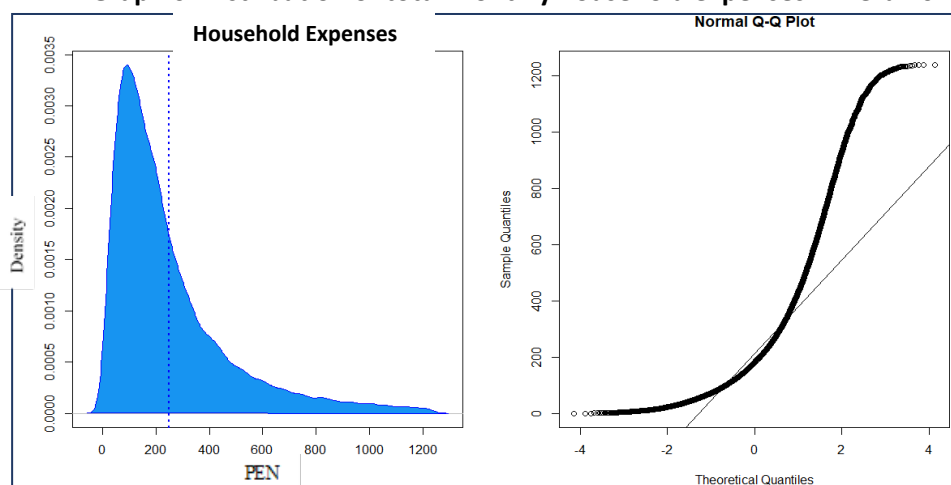 Household Expenses
Density
0.0000 0.0005 0.0010 0.0015 0.0020 0.0025 0.0030 0.0035
0 200 400 600 800 1000 1200
PEN
Normal Q-Q Plot
Sample Quantiles
0 200 400 600 800 1000 1200
-4 -2 0 2 4
Theoretical Quantiles